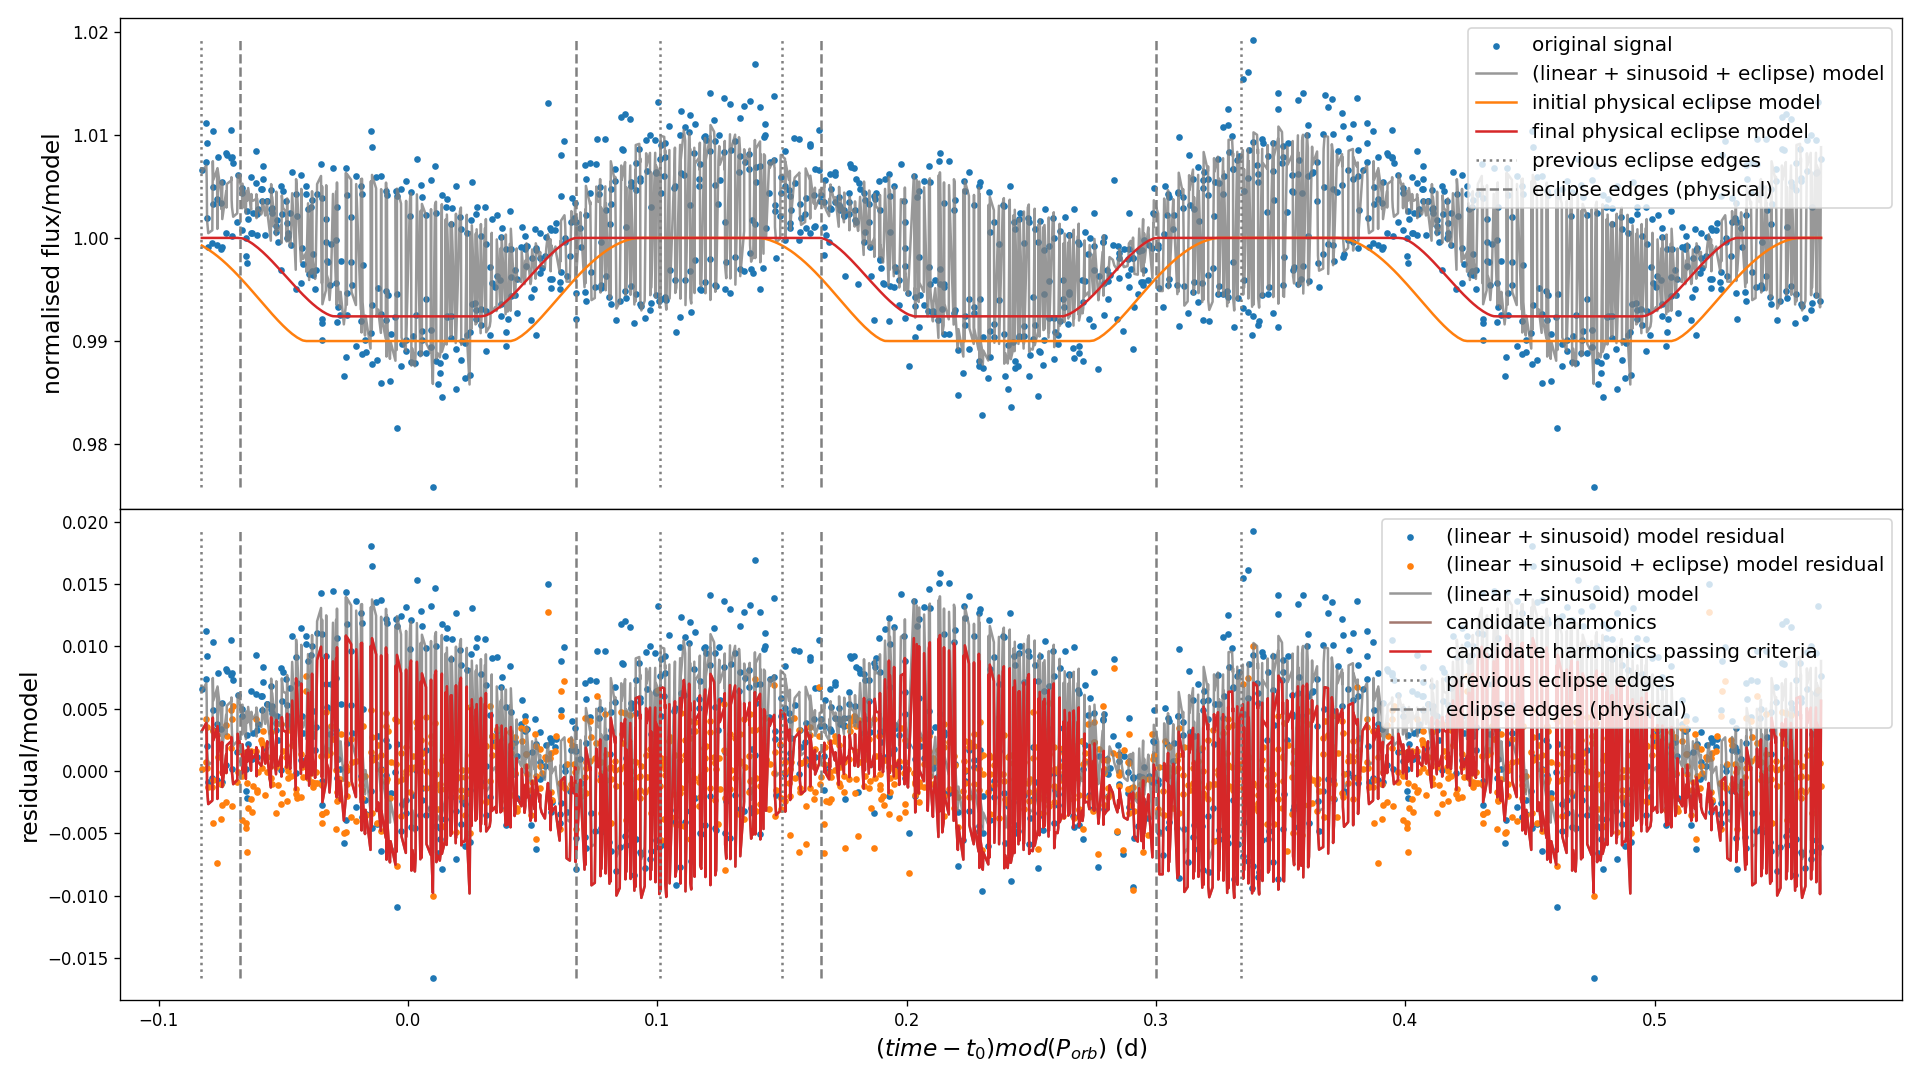 1.02
1.01
1.00
0.99
0.98
normalised flux/model
original signal
(linear + sinusoid + eclipse) model
initial physical eclipse model
final physical eclipse model
previous eclipse edges
eclipse edges (physical)
0.020
0.015
0.010
0.005
0.000
−0.005
−0.010
−0.015
residual/model
(linear + sinusoid) model residual
(linear + sinusoid + eclipse) model residual
(linear + sinusoid) model
candidate harmonics
candidate harmonics passing criteria
previous eclipse edges
eclipse edges (physical)
−0.1 0.0 0.1 0.2 0.3 0.4 0.5
(time − t₀)mod(Pₒᵣb) (d)